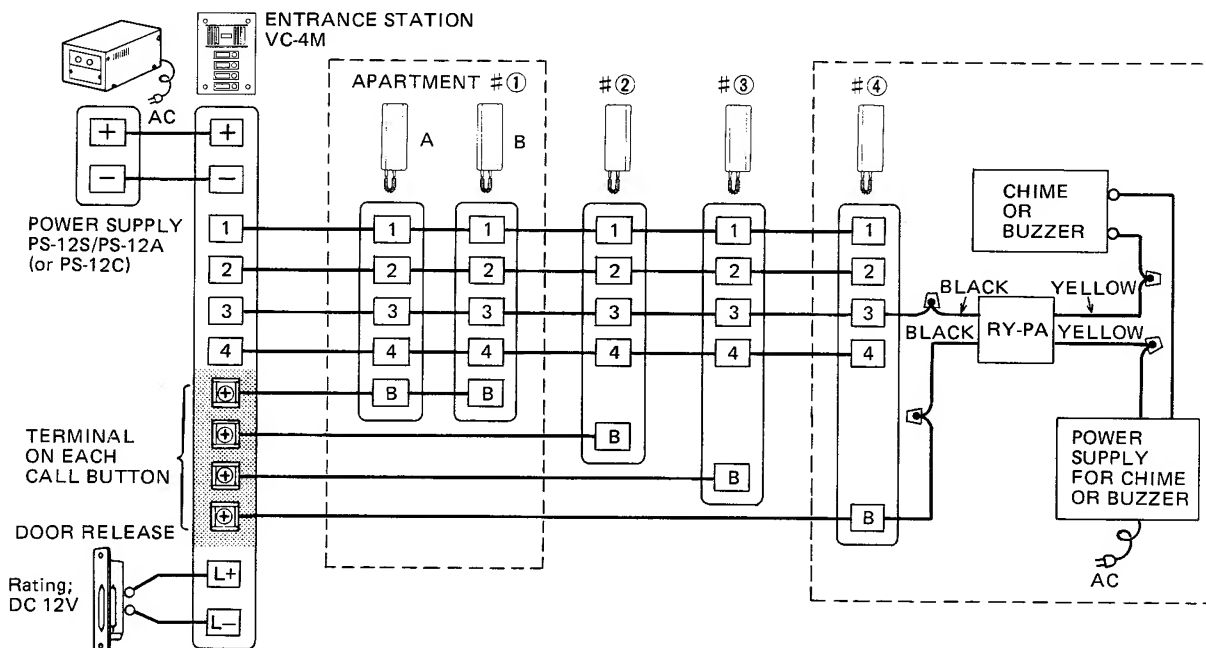 ENTRANCE STATION
VC-4M
AC
+ +
− −
POWER SUPPLY
PS-12S/PS-12A
(or PS-12C)
APARTMENT #①
A B
#②
#③
#④
1 1 1 1 1 1
2 2 2 2 2 2
3 3 3 3 3 3
4 4 4 4 4 4
B B
B
B
B
TERMINAL
ON EACH
CALL BUTTON
DOOR RELEASE
Rating;
DC 12V
L+
L−
CHIME
OR
BUZZER
BLACK YELLOW
BLACK RY-PA YELLOW
POWER
SUPPLY
FOR CHIME
OR BUZZER
AC